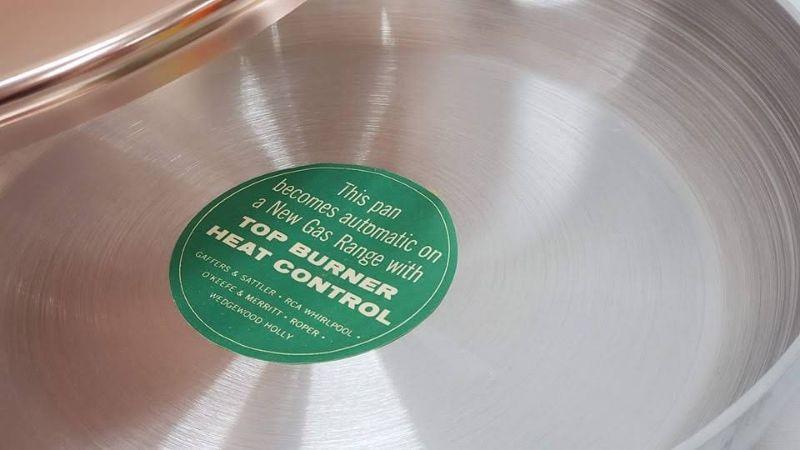 This pan
becomes automatic on
a New Gas Range with
TOP BURNER
HEAT CONTROL
GAFFERS & SATTLER • RCA WHIRLPOOL •
O'KEEFE & MERRITT • ROPER •
WEDGEWOOD HOLLY